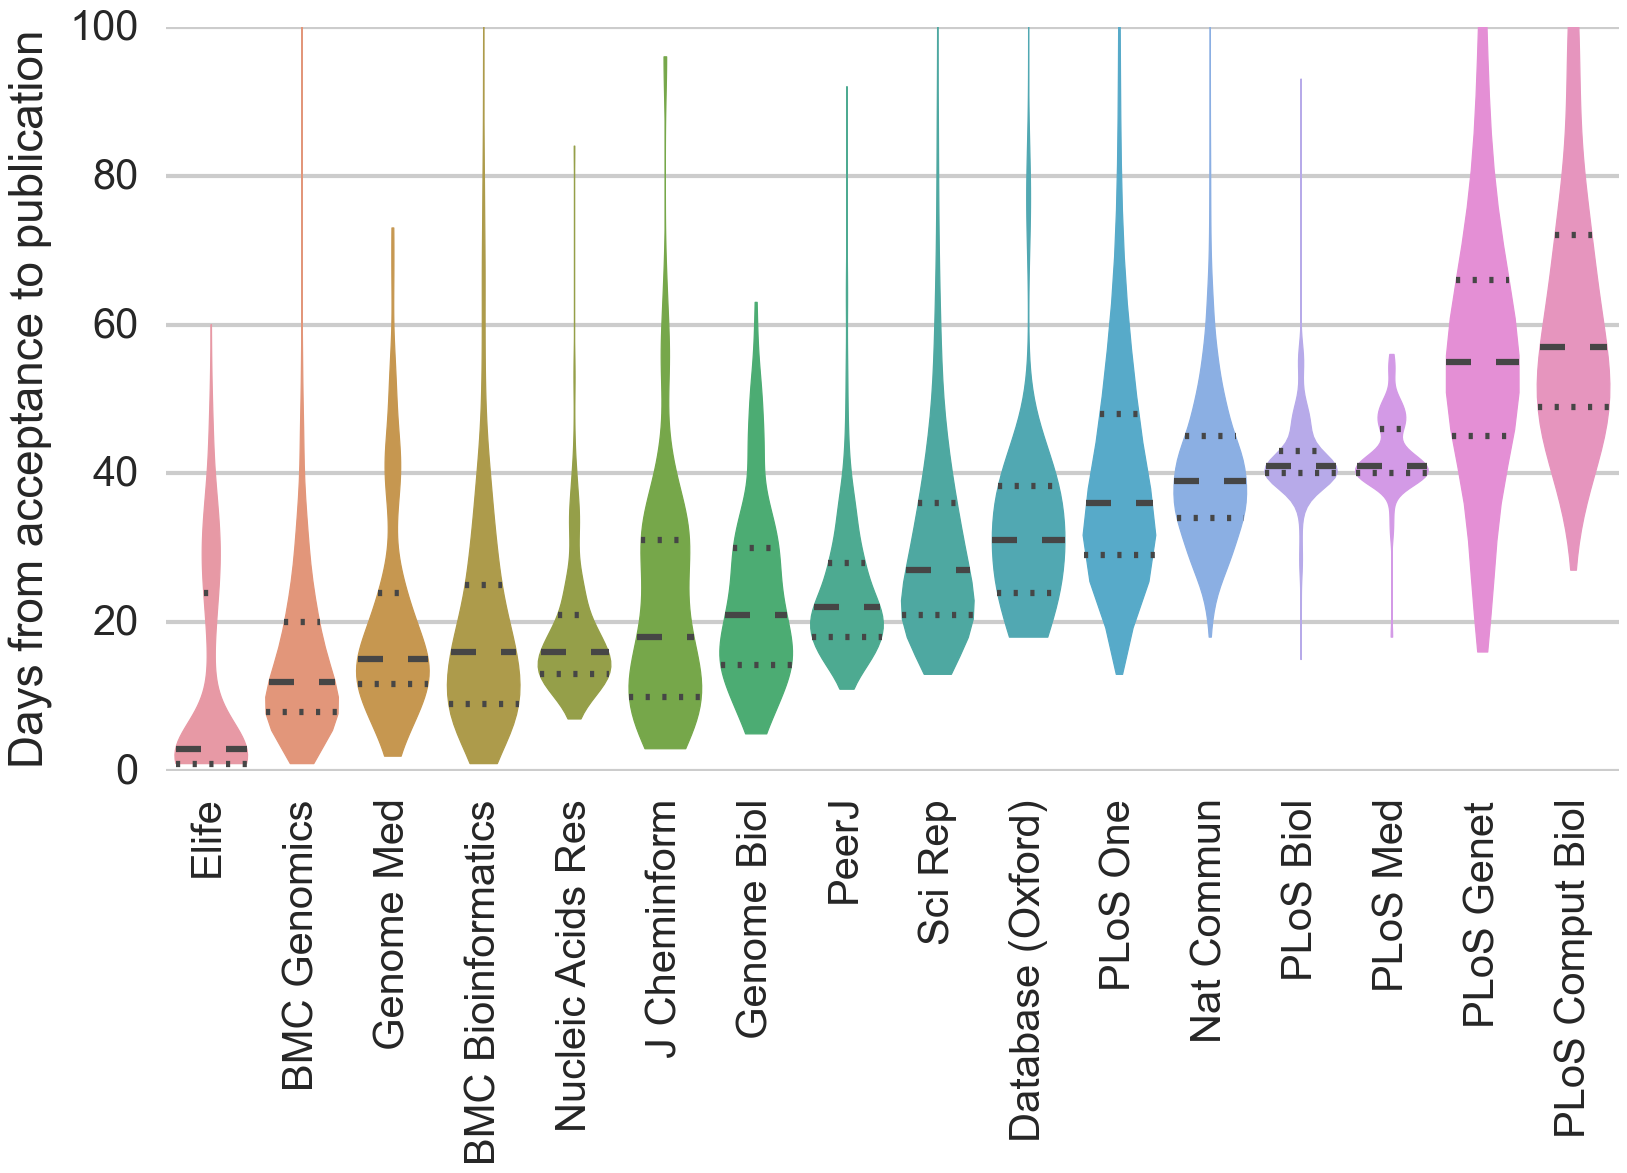 Days from acceptance to publication
100
80
60
40
20
0
Elife
BMC Genomics
Genome Med
BMC Bioinformatics
Nucleic Acids Res
J Cheminform
Genome Biol
PeerJ
Sci Rep
Database (Oxford)
PLoS One
Nat Commun
PLoS Biol
PLoS Med
PLoS Genet
PLoS Comput Biol